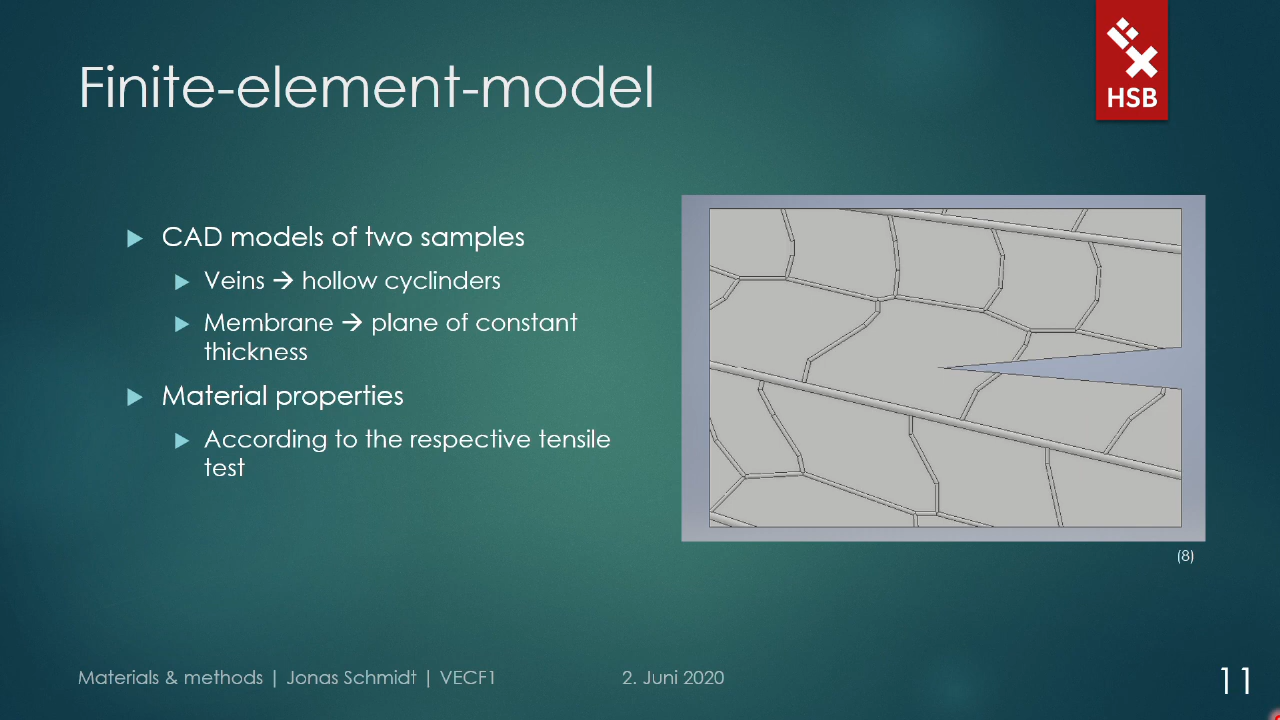 Finite-element-model
HSB
CAD models of two samples
Veins → hollow cyclinders
Membrane → plane of constant
thickness
Material properties
According to the respective tensile
test
(8)
Materials & methods | Jonas Schmidt | VECF1
2. Juni 2020
11